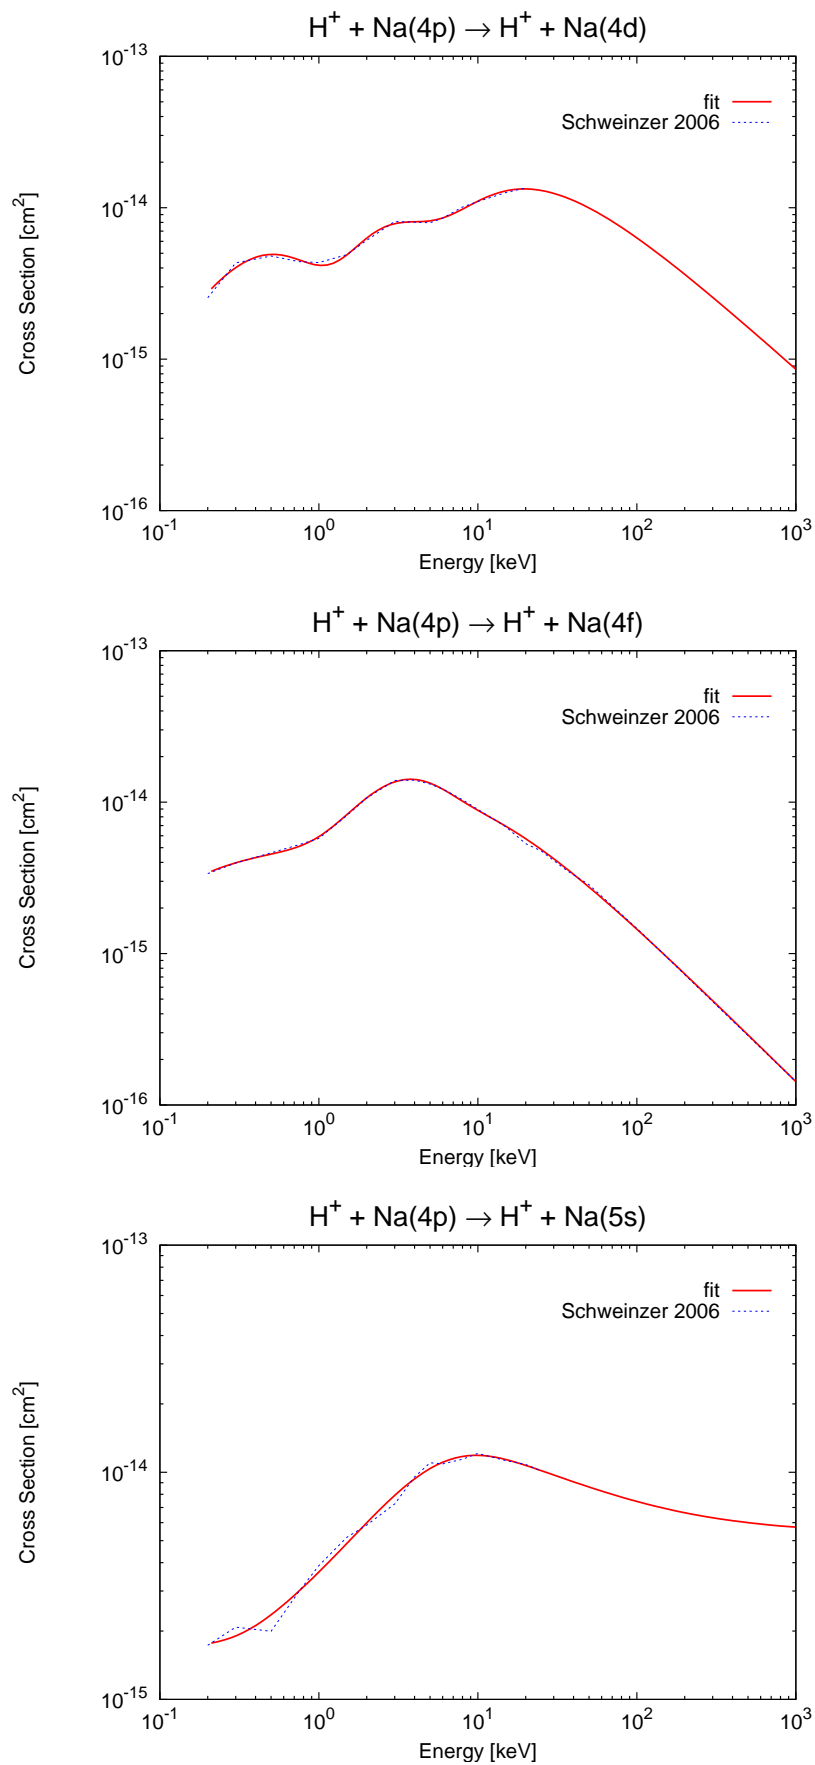 H⁺ + Na(4p) → H⁺ + Na(4d)
10⁻¹³
fit
Schweinzer 2006
10⁻¹⁴
Cross Section [cm²]
10⁻¹⁵
10⁻¹⁶
10⁻¹ 10⁰ 10¹ 10² 10³
Energy [keV]
H⁺ + Na(4p) → H⁺ + Na(4f)
10⁻¹³
fit
Schweinzer 2006
10⁻¹⁴
Cross Section [cm²]
10⁻¹⁵
10⁻¹⁶
10⁻¹ 10⁰ 10¹ 10² 10³
Energy [keV]
H⁺ + Na(4p) → H⁺ + Na(5s)
10⁻¹³
fit
Schweinzer 2006
10⁻¹⁴
Cross Section [cm²]
10⁻¹⁵
10⁻¹ 10⁰ 10¹ 10² 10³
Energy [keV]